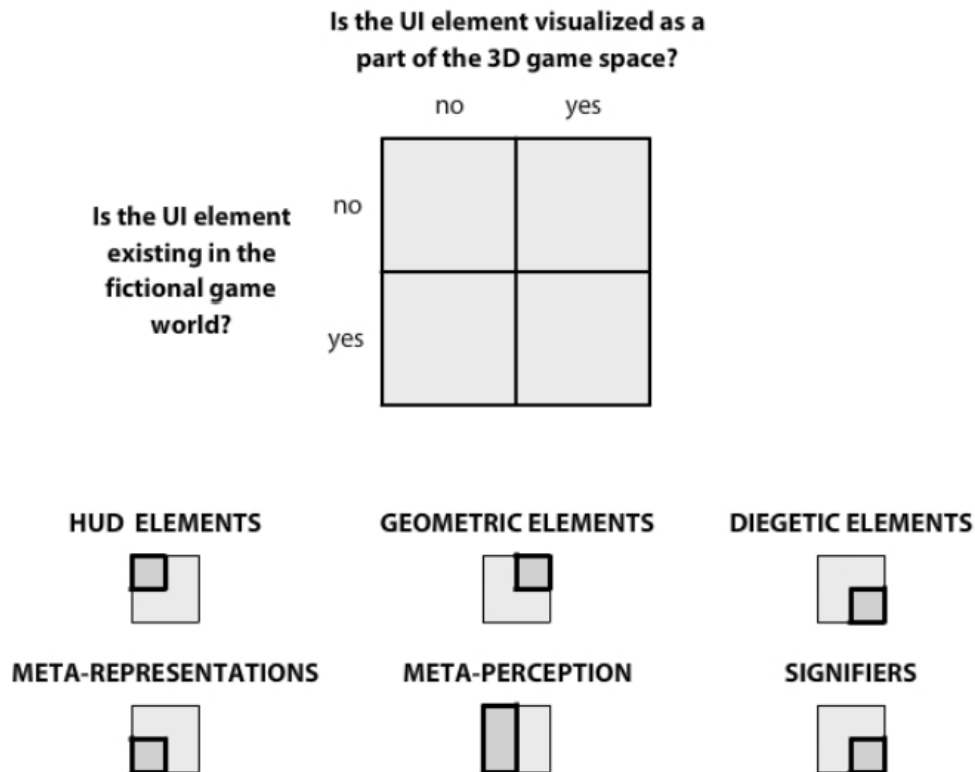 Is the UI element visualized as a
part of the 3D game space?
no yes
Is the UI element
existing in the
fictional game
world?
no
yes
HUD ELEMENTS
GEOMETRIC ELEMENTS
DIEGETIC ELEMENTS
META-REPRESENTATIONS
META-PERCEPTION
SIGNIFIERS